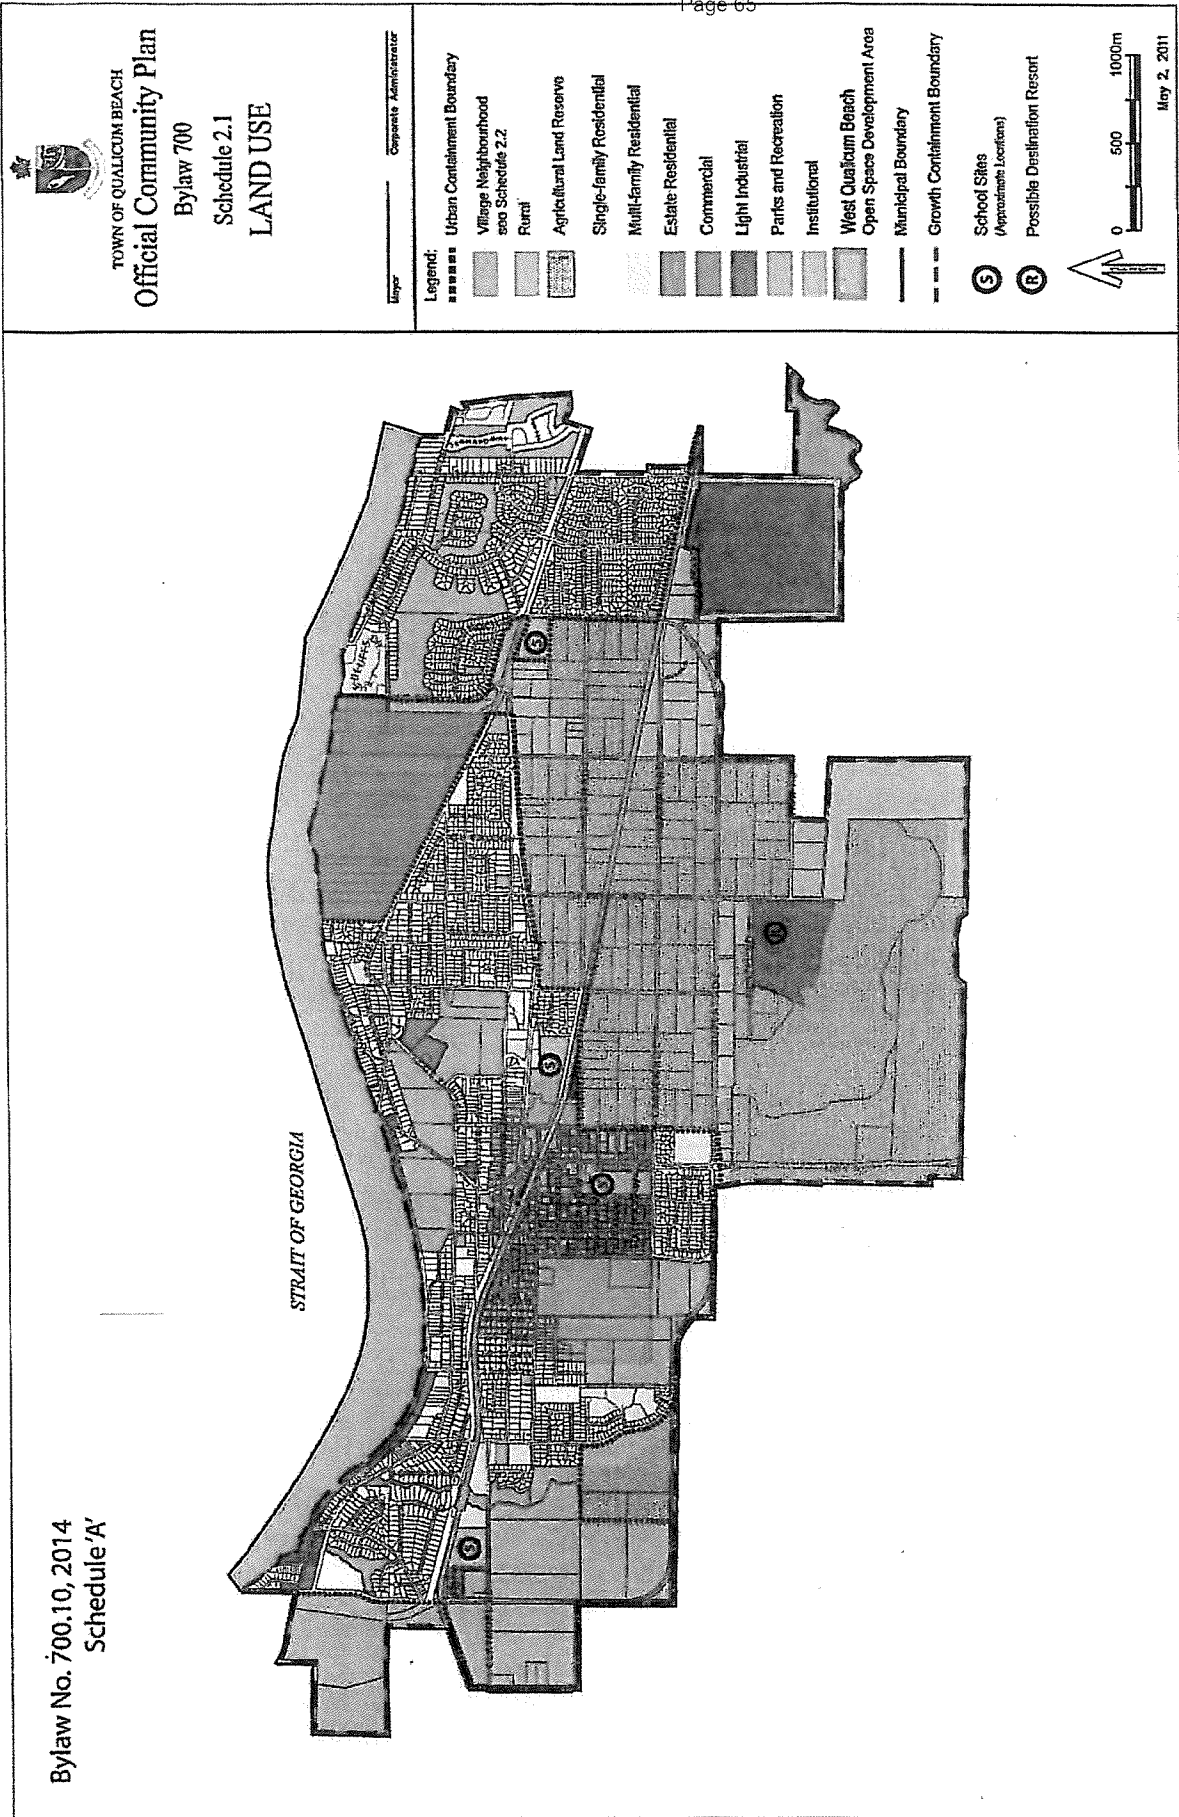 Page 65
Bylaw No. 700.10, 2014
Schedule 'A'
STRAIT OF GEORGIA
S
S
S
S
R
TOWN OF QUALICUM BEACH
Official Community Plan
Bylaw 700
Schedule 2.1
LAND USE
Mayor
Corporate Administrator
Legend:
Urban Containment Boundary
Village Neighbourhood
see Schedule 2.2
Rural
Agricultural Land Reserve
Single-family Residential
Multi-family Residential
Estate Residential
Commercial
Light Industrial
Parks and Recreation
Institutional
West Qualicum Beach
Open Space Development Area
Municipal Boundary
Growth Containment Boundary
S
School Sites
(Approximate Locations)
R
Possible Destination Resort
0 500 1000m
May 2, 2011